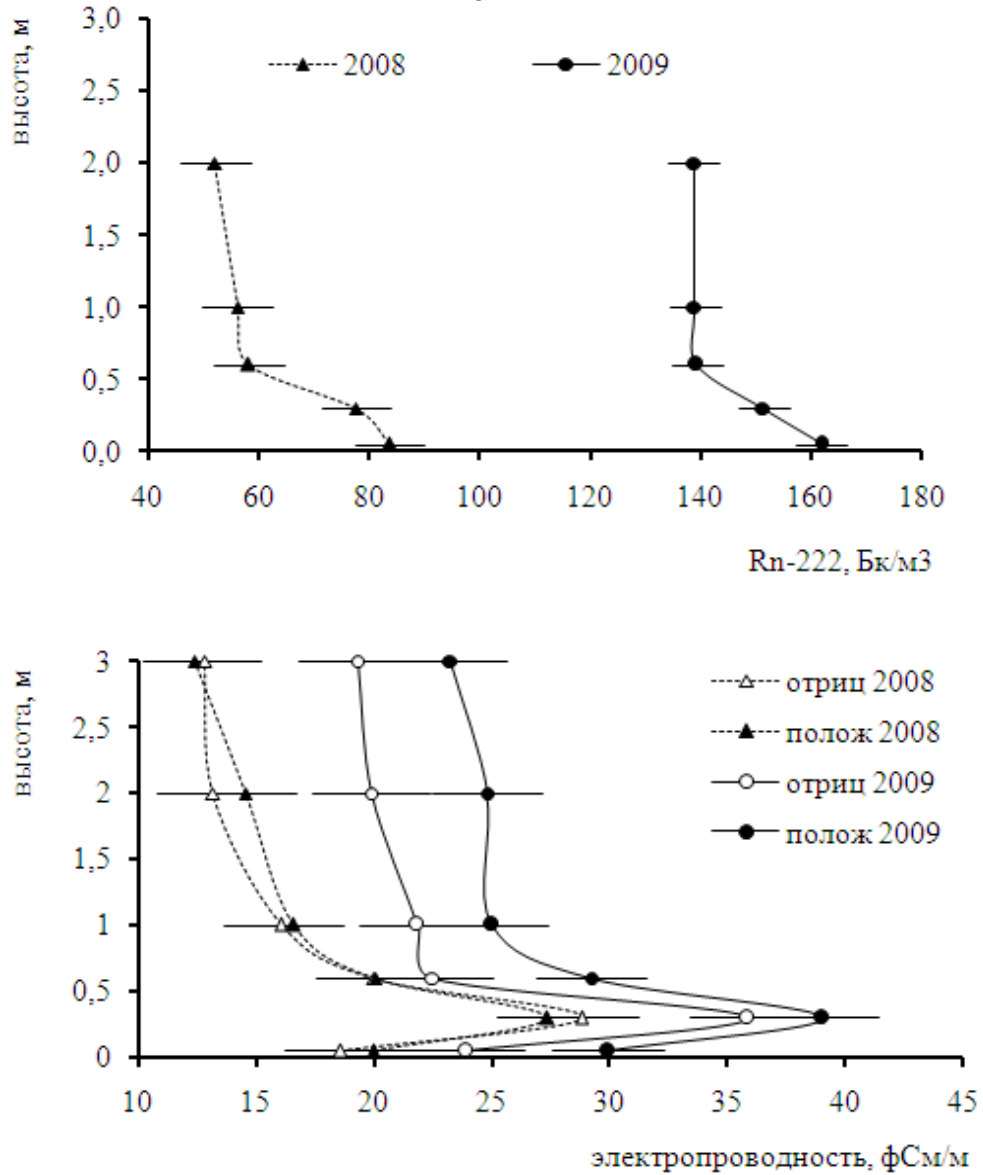 высота, м
3,0
2,5
2,0
1,5
1,0
0,5
0,0
2008
2009
40 60 80 100 120 140 160 180
Rn-222, Бк/м3
высота, м
3
2,5
2
1,5
1
0,5
0
отриц 2008
полож 2008
отриц 2009
полож 2009
10 15 20 25 30 35 40 45
электропроводность, фСм/м